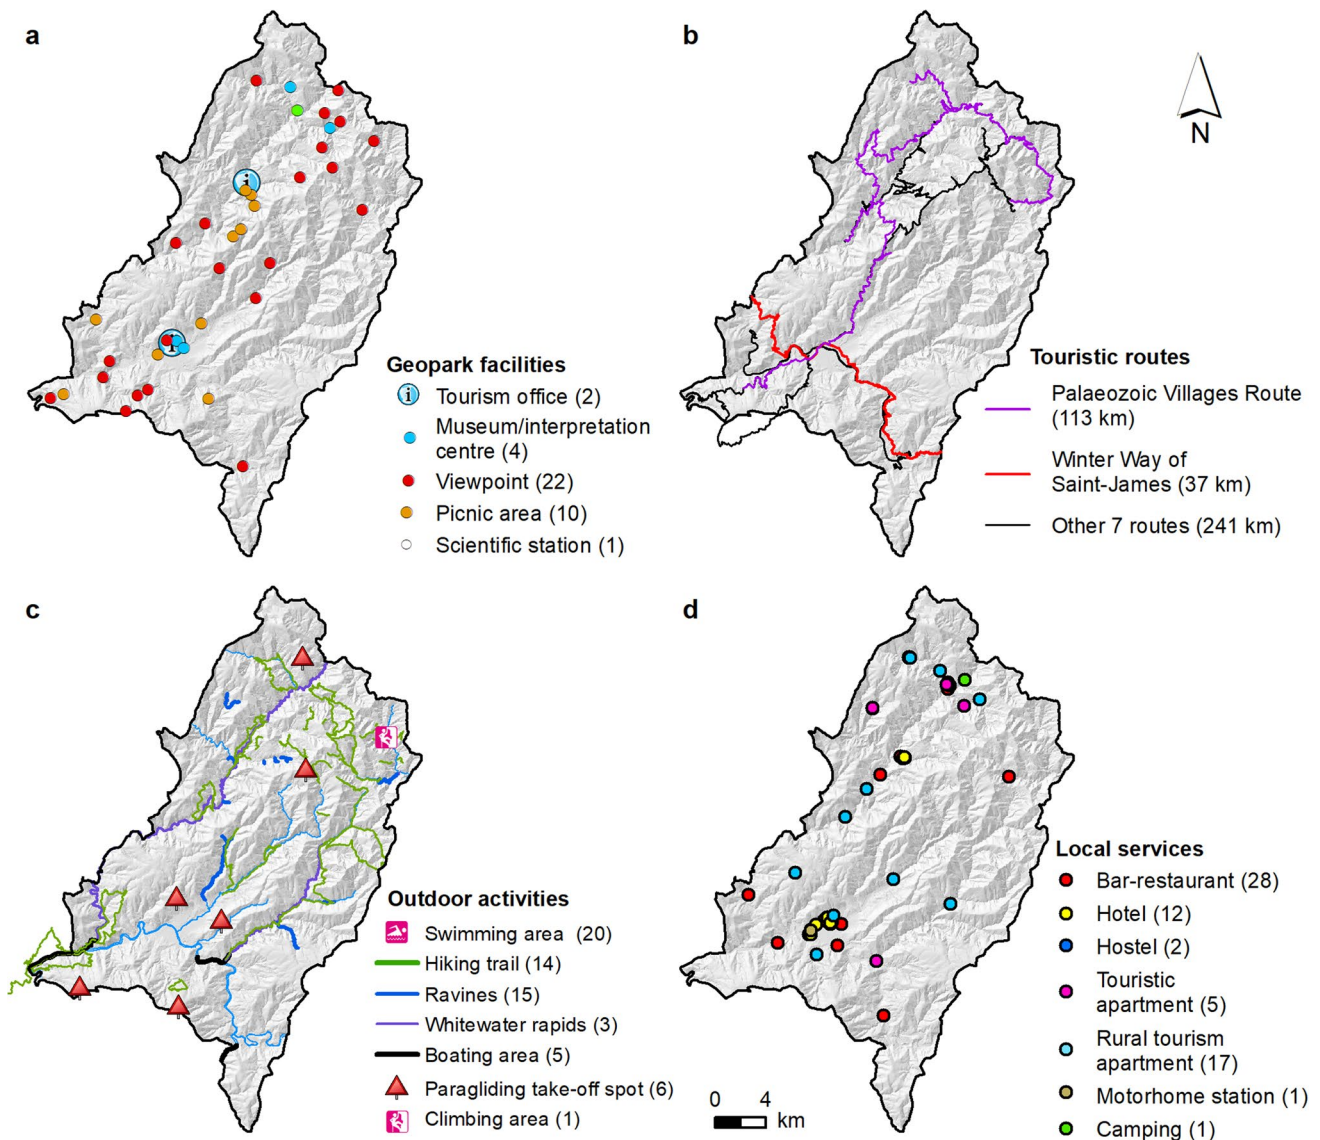 a
Geopark facilities
i Tourism office (2)
Museum/interpretation
centre (4)
Viewpoint (22)
Picnic area (10)
Scientific station (1)
i
i
b
N
Touristic routes
Palaeozoic Villages Route
(113 km)
Winter Way of
Saint-James (37 km)
Other 7 routes (241 km)
c
Outdoor activities
Swimming area (20)
Hiking trail (14)
Ravines (15)
Whitewater rapids (3)
Boating area (5)
Paragliding take-off spot (6)
Climbing area (1)
d
0 4
km
Local services
Bar-restaurant (28)
Hotel (12)
Hostel (2)
Touristic
apartment (5)
Rural tourism
apartment (17)
Motorhome station (1)
Camping (1)